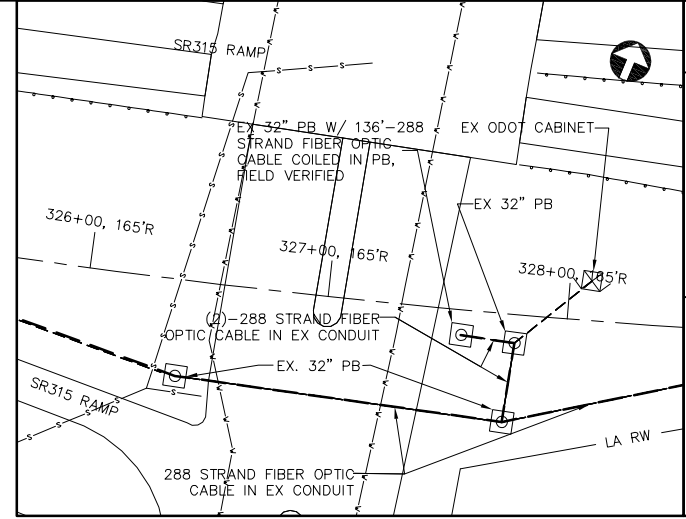 SR315 RAMP
S S S
EX 32" PB W/ 136'-288
STRAND FIBER OPTIC
CABLE COILED IN PB,
FIELD VERIFIED
EX ODOT CABINET
EX 32" PB
326+00, 165'R
327+00, 165'R
328+00, 165'R
(2)-288 STRAND FIBER
OPTIC CABLE IN EX CONDUIT
EX. 32" PB
SR315 RAMP
LA RW
288 STRAND FIBER OPTIC
CABLE IN EX CONDUIT